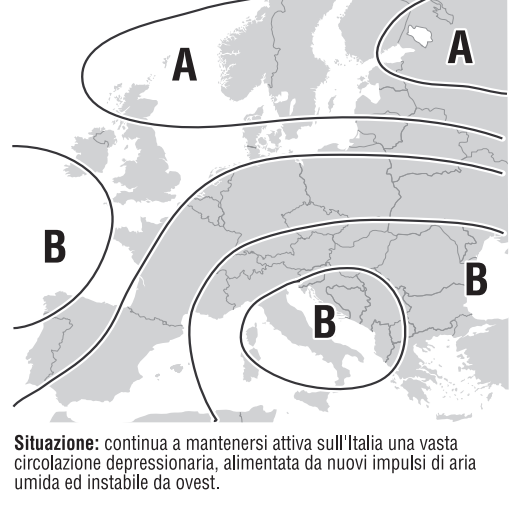 A
A
B
B
B
Situazione: continua a mantenersi attiva sull'Italia una vasta
circolazione depressionaria, alimentata da nuovi impulsi di aria
umida ed instabile da ovest.